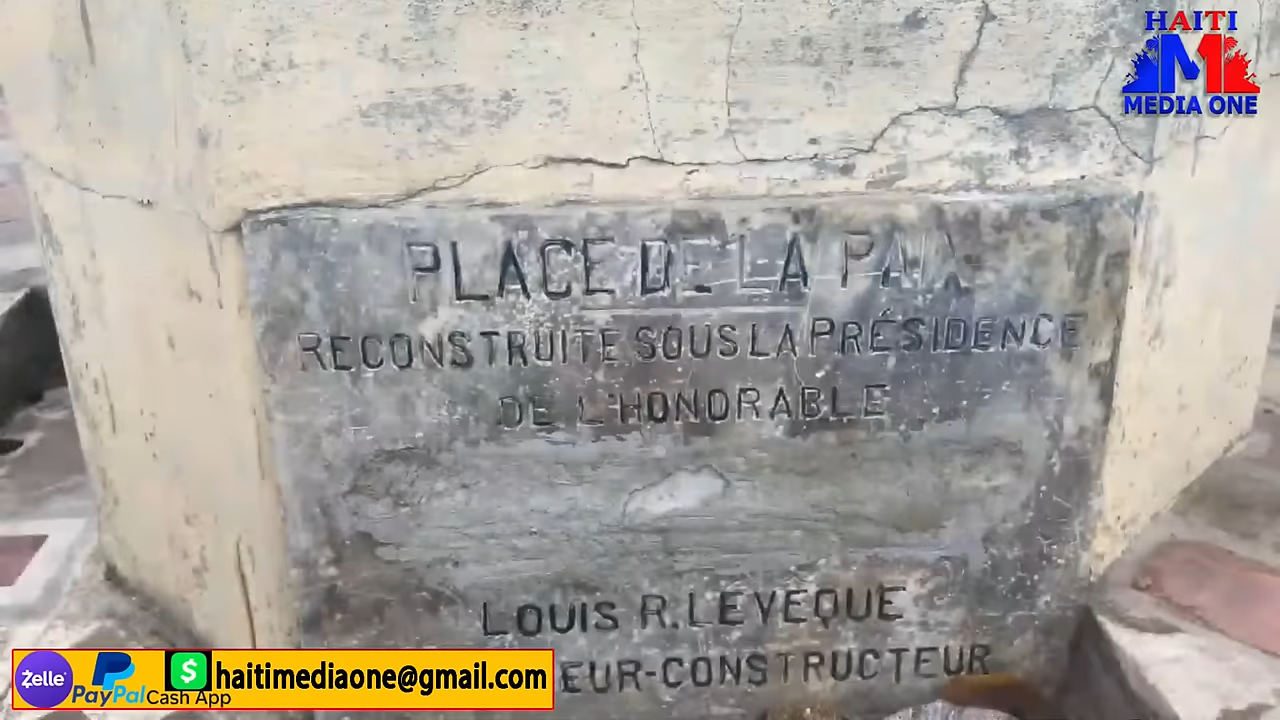 HAITI
M1
MEDIA ONE
PLACE DE LA PAIX
RECONSTRUITE SOUS LA PRÉSIDENCE
DE L'HONORABLE
LOUIS R. LEVEQUE
EUR-CONSTRUCTEUR
Zelle PayPal $ Cash App haitimediaone@gmail.com